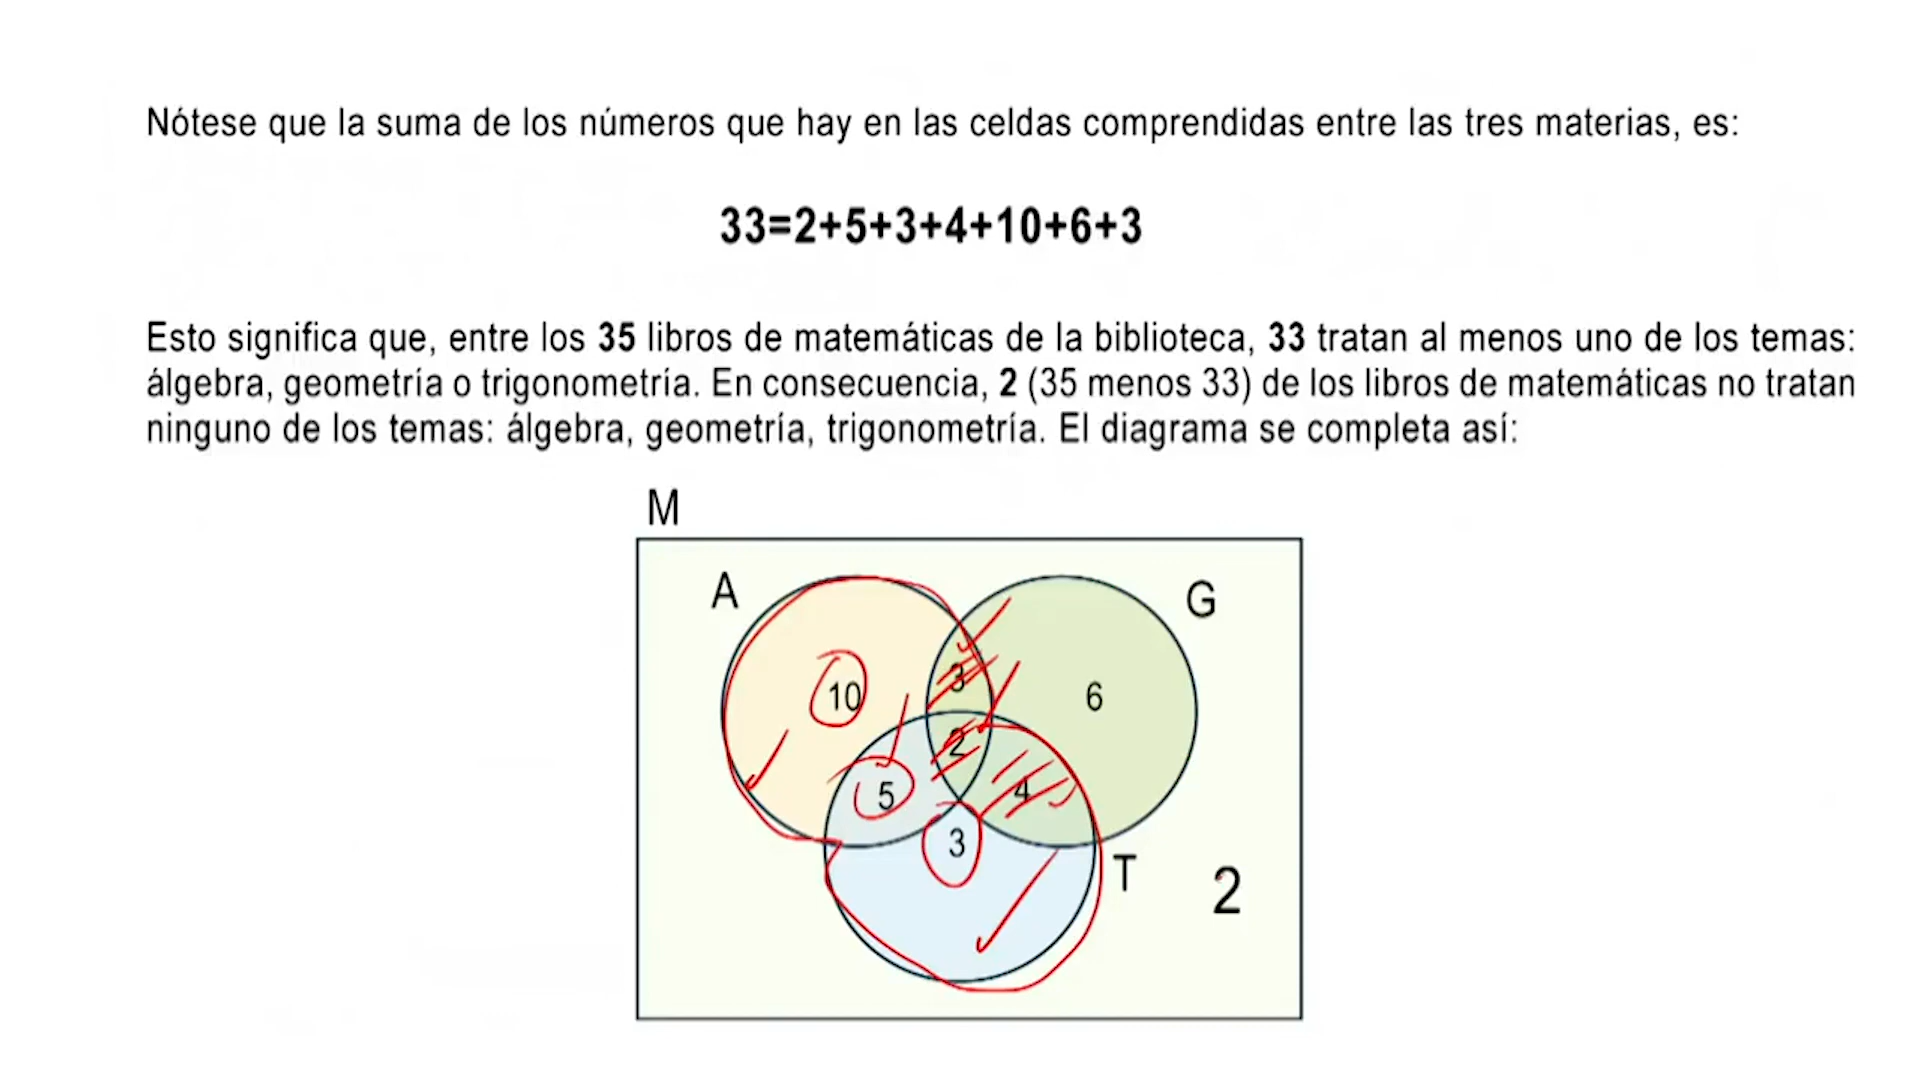 Nótese que la suma de los números que hay en las celdas comprendidas entre las tres materias, es:
33=2+5+3+4+10+6+3
Esto significa que, entre los 35 libros de matemáticas de la biblioteca, 33 tratan al menos uno de los temas:
álgebra, geometría o trigonometría. En consecuencia, 2 (35 menos 33) de los libros de matemáticas no tratan
ninguno de los temas: álgebra, geometría, trigonometría. El diagrama se completa así:
M
A
G
3
10
6
2
5
4
3
T
2